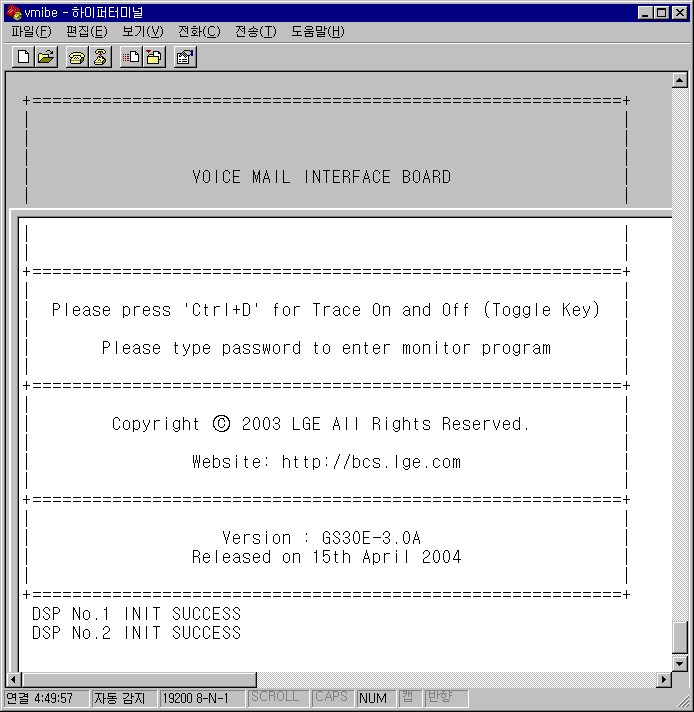 vmibe - 하이퍼터미널
파일(F) 편집(E) 보기(V) 전화(C) 전송(T) 도움말(H)
+===========================================================+
VOICE MAIL INTERFACE BOARD
+===========================================================+
Please press 'Ctrl+D' for Trace On and Off (Toggle Key)
Please type password to enter monitor program
+===========================================================+
Copyright ⓒ 2003 LGE All Rights Reserved.
Website: http://bcs.lge.com
+===========================================================+
Version : GS30E-3.0A
Released on 15th April 2004
+===========================================================+
DSP No.1 INIT SUCCESS
DSP No.2 INIT SUCCESS
연결 4:49:57 자동 감지 19200 8-N-1 SCROLL CAPS NUM 캡 반향